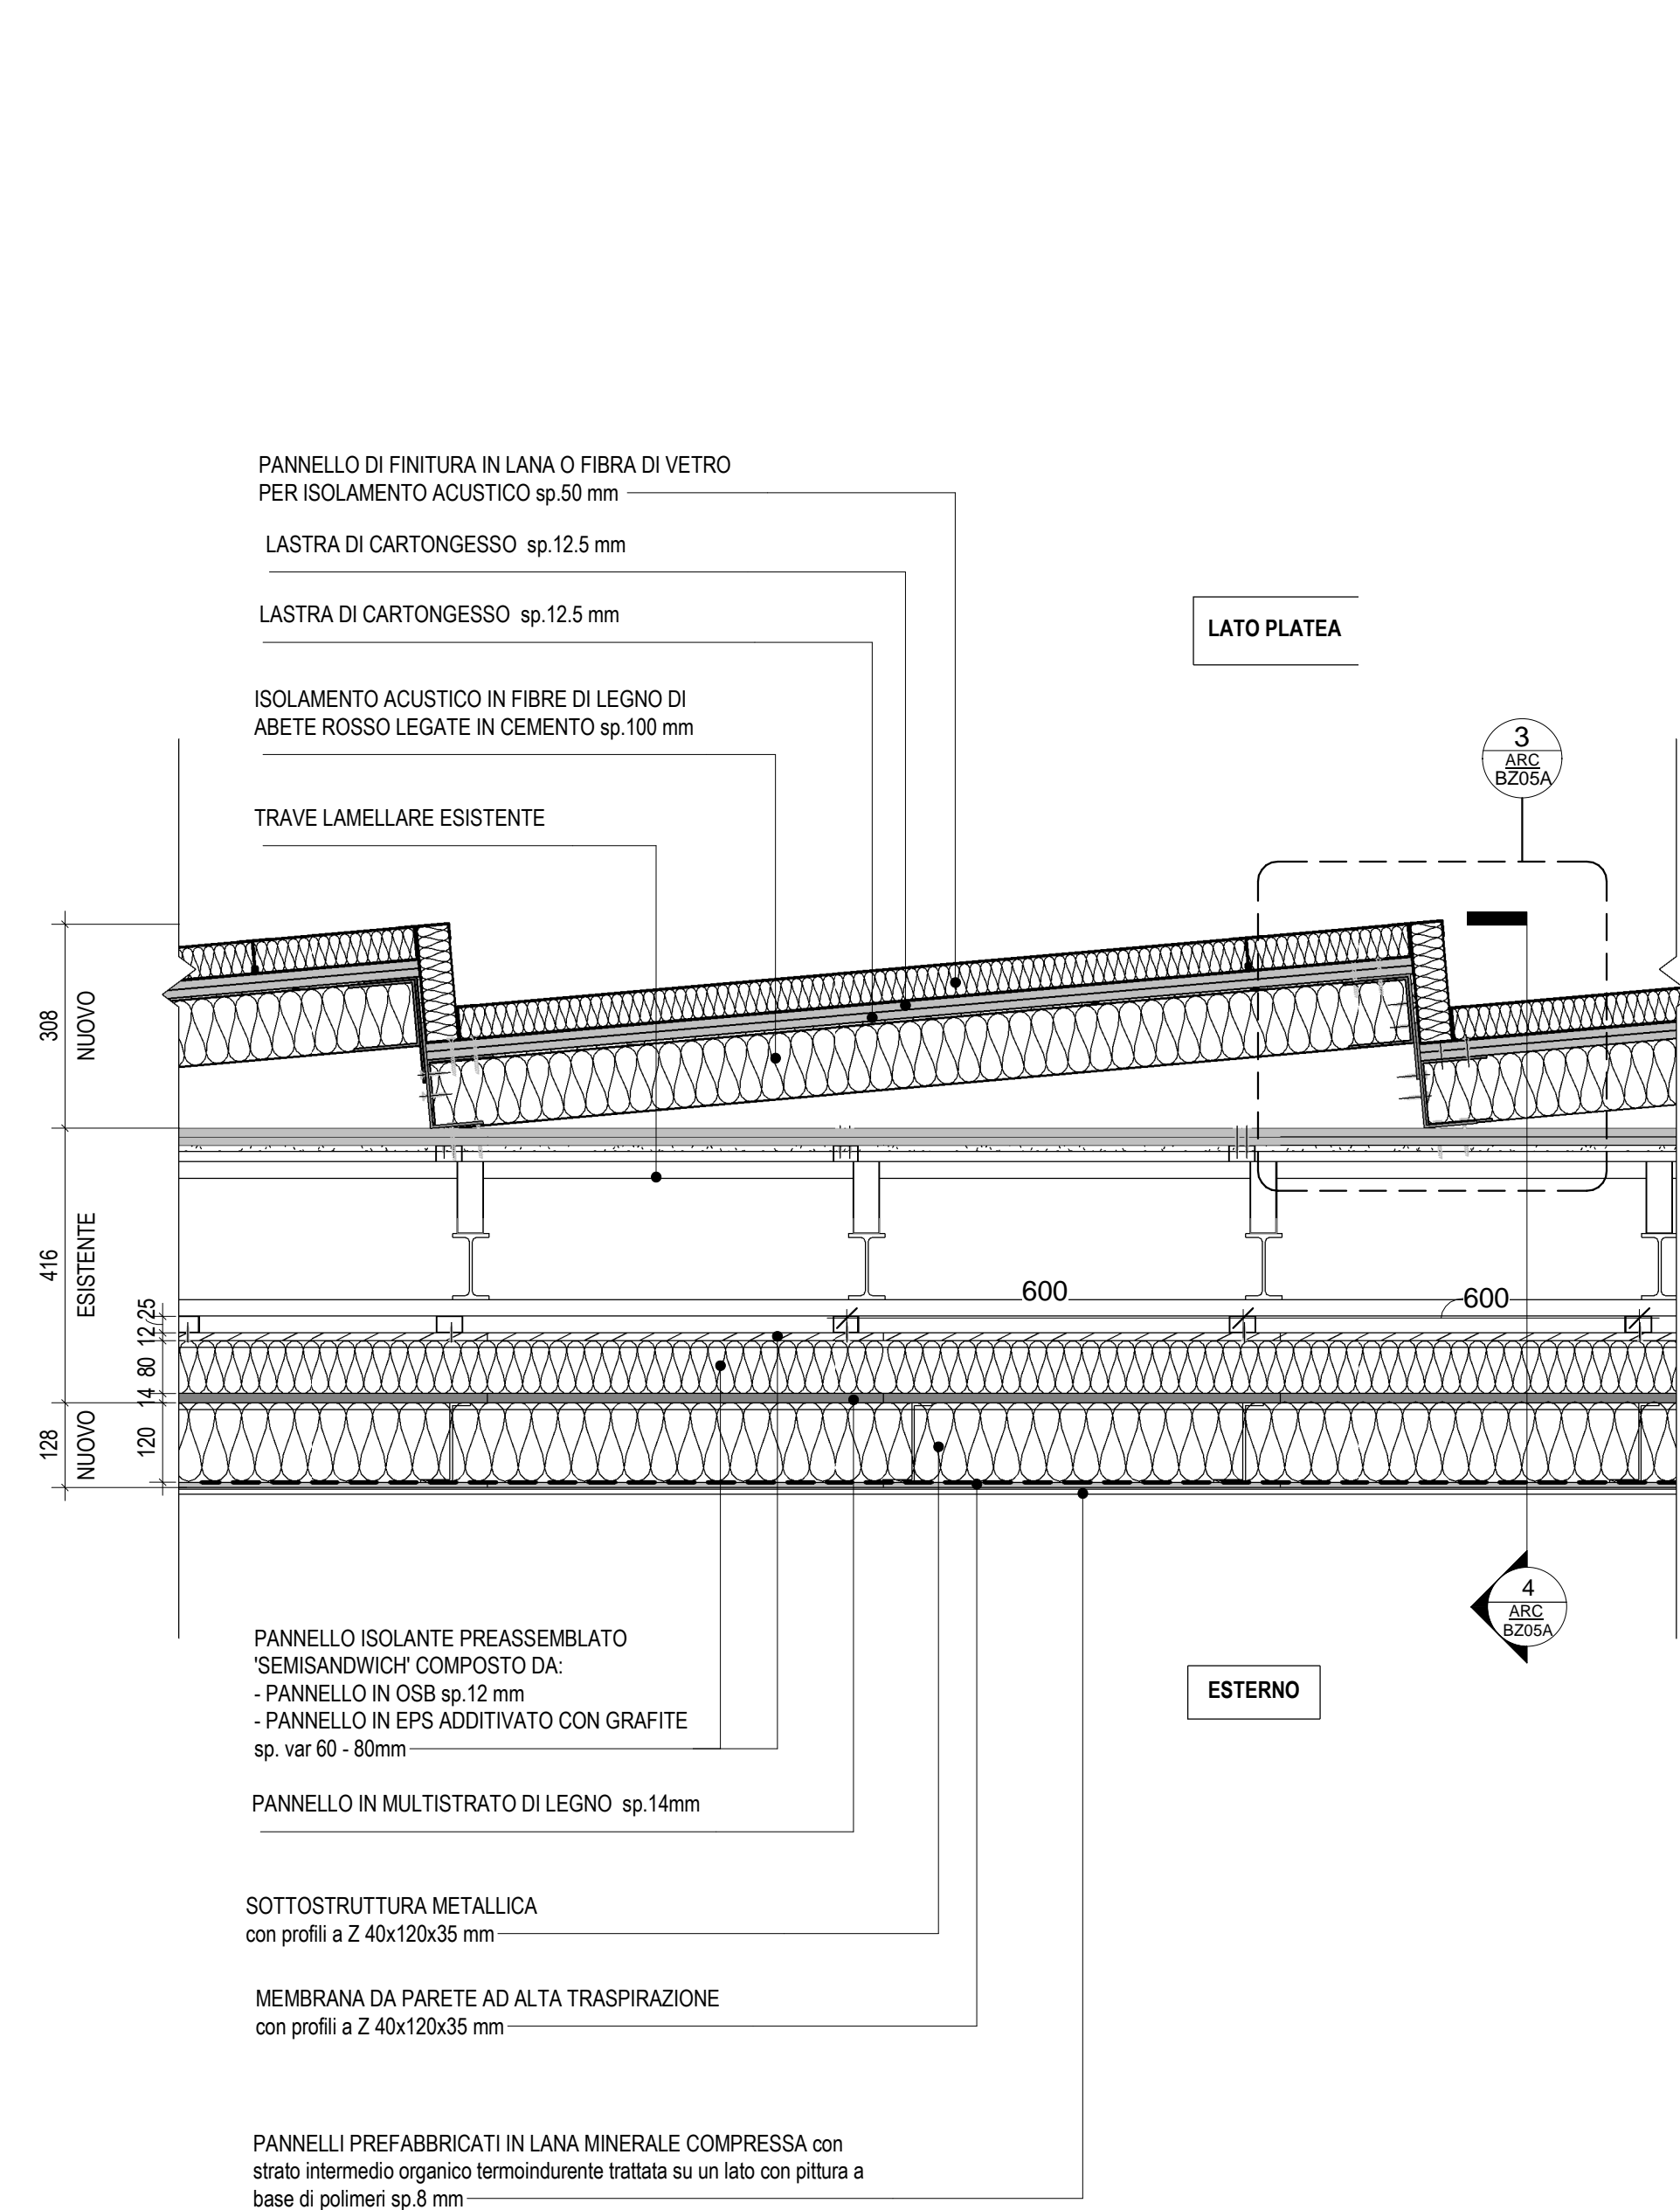 PANNELLO DI FINITURA IN LANA O FIBRA DI VETRO
PER ISOLAMENTO ACUSTICO sp.50 mm
LASTRA DI CARTONGESSO sp.12.5 mm
LASTRA DI CARTONGESSO sp.12.5 mm
LATO PLATEA
ISOLAMENTO ACUSTICO IN FIBRE DI LEGNO DI
ABETE ROSSO LEGATE IN CEMENTO sp.100 mm
3
ARC
BZ05A
TRAVE LAMELLARE ESISTENTE
308
NUOVO
416
ESISTENTE
600
600
25
12
80
14
120
128
NUOVO
4
ARC
BZ05A
PANNELLO ISOLANTE PREASSEMBLATO
'SEMISANDWICH' COMPOSTO DA:
- PANNELLO IN OSB sp.12 mm
- PANNELLO IN EPS ADDITIVATO CON GRAFITE
sp. var 60 - 80mm
ESTERNO
PANNELLO IN MULTISTRATO DI LEGNO sp.14mm
SOTTOSTRUTTURA METALLICA
con profili a Z 40x120x35 mm
MEMBRANA DA PARETE AD ALTA TRASPIRAZIONE
con profili a Z 40x120x35 mm
PANNELLI PREFABBRICATI IN LANA MINERALE COMPRESSA con
strato intermedio organico termoindurente trattata su un lato con pittura a
base di polimeri sp.8 mm